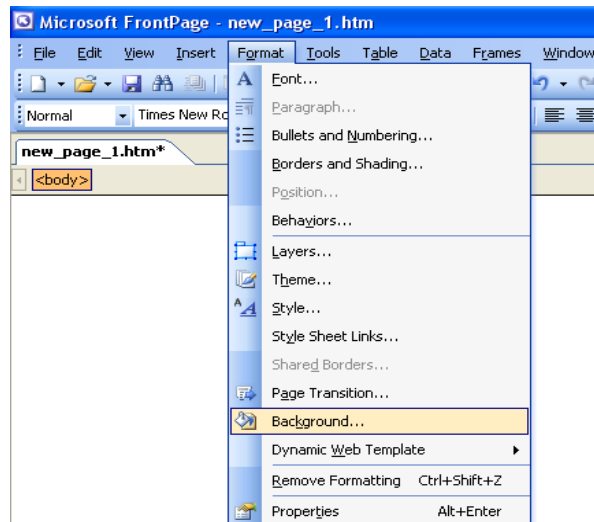 Microsoft FrontPage - new_page_1.htm
File Edit View Insert Format Tools Table Data Frames Window
Normal Times New Ro
new_page_1.htm*
<body>
Font...
Paragraph...
Bullets and Numbering...
Borders and Shading...
Position...
Behaviors...
Layers...
Theme...
Style...
Style Sheet Links...
Shared Borders...
Page Transition...
Background...
Dynamic Web Template
Remove Formatting Ctrl+Shift+Z
Properties Alt+Enter